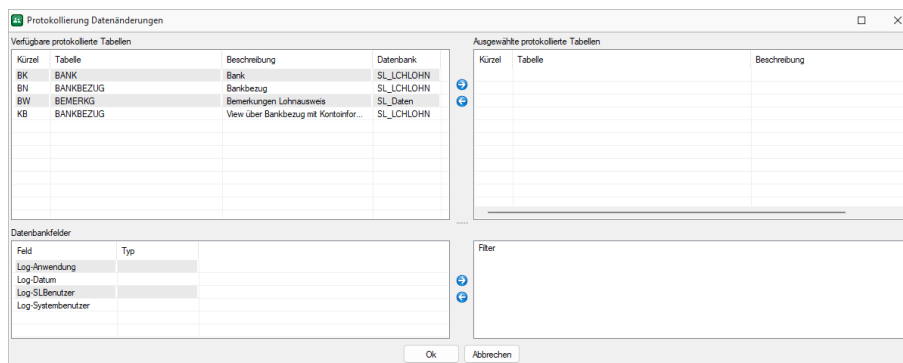 Protokollierung Datenänderungen
Verfügbare protokollierte Tabellen
Kürzel Tabelle Beschreibung Datenbank
BK BANK Bank SL_LCHLOHN
BN BANKBEZUG Bankbezug SL_LCHLOHN
BW BEMERKG Bemerkungen Lohnausweis SL_Daten
KB BANKBEZUG View über Bankbezug mit Kontoinfor... SL_LCHLOHN
Ausgewählte protokollierte Tabellen
Kürzel Tabelle Beschreibung
Datenbankfelder
Feld Typ
Log-Anwendung
Log-Datum
Log-SLBenutzer
Log-Systembenutzer
Filter
Ok Abbrechen